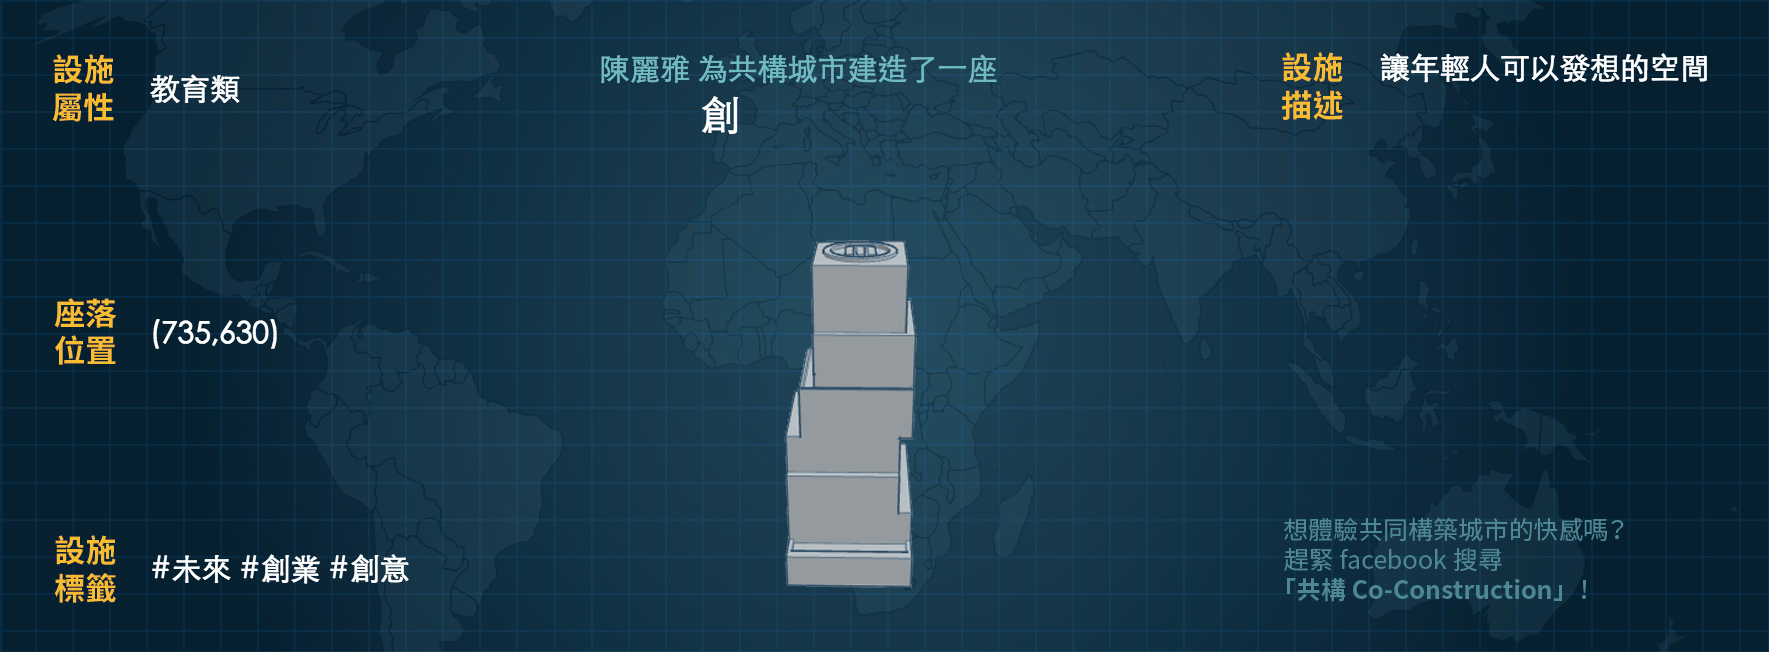 設施
屬性
教育類
陳麗雅 為共構城市建造了一座
創
設施
描述
讓年輕人可以發想的空間
座落
位置
(735,630)
設施
標籤
#未來 #創業 #創意
想體驗共同構築城市的快感嗎？
趕緊 facebook 搜尋
「共構 Co-Construction」！